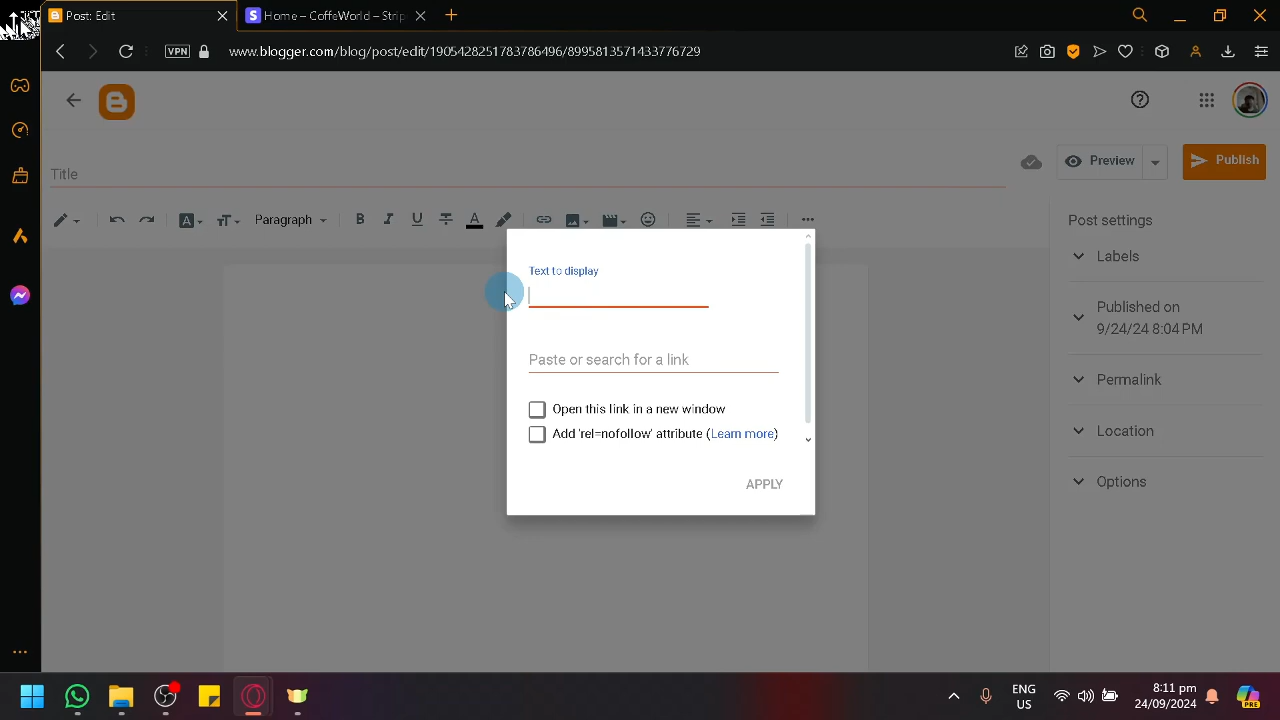 Post: Edit
Home – CoffeWorld – Strip
VPN
www.blogger.com/blog/post/edit/1905428251783786496/8995813571433776729
Title
Preview
Publish
Paragraph
Post settings
Labels
Published on
9/24/24 8:04 PM
Permalink
Location
Options
Text to display
Paste or search for a link
Open this link in a new window
Add 'rel=nofollow' attribute (Learn more)
APPLY
ENG
US
8:11 pm
24/09/2024
PRE